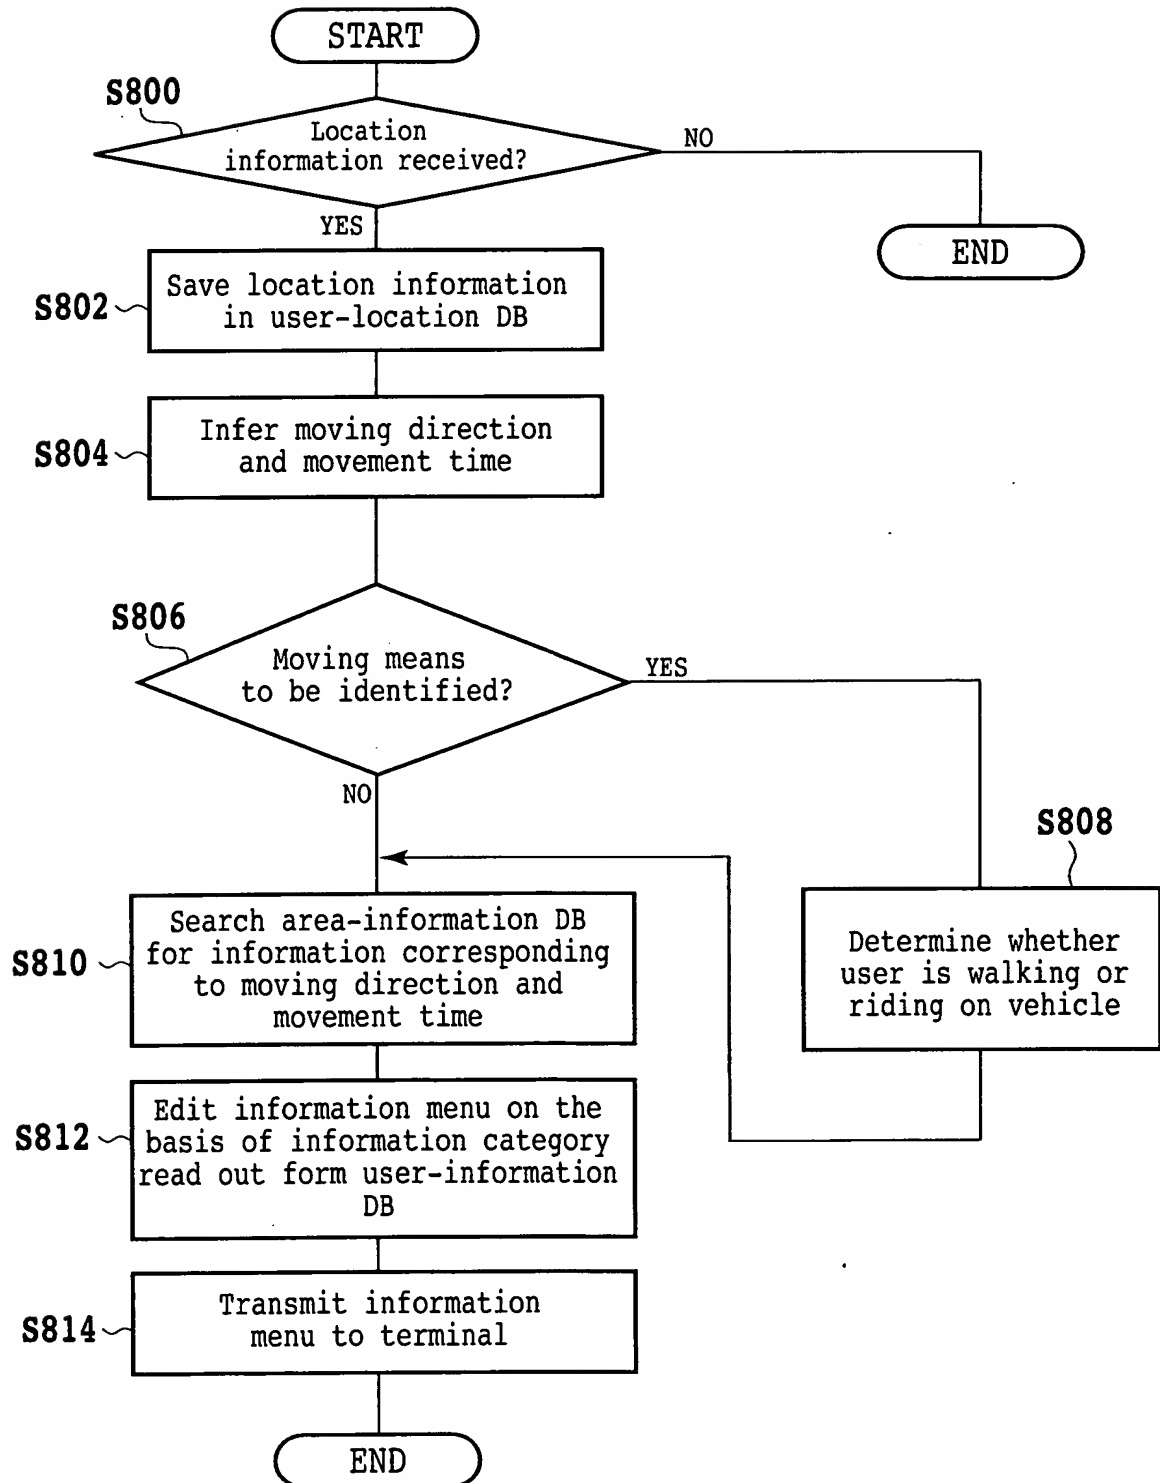 START
S800
Location
information received?
NO
YES
END
S802
Save location information
in user-location DB
S804
Infer moving direction
and movement time
S806
Moving means
to be identified?
YES
NO
S808
Determine whether
user is walking or
riding on vehicle
S810
Search area-information DB
for information corresponding
to moving direction and
movement time
S812
Edit information menu on the
basis of information category
read out form user-information
DB
S814
Transmit information
menu to terminal
END